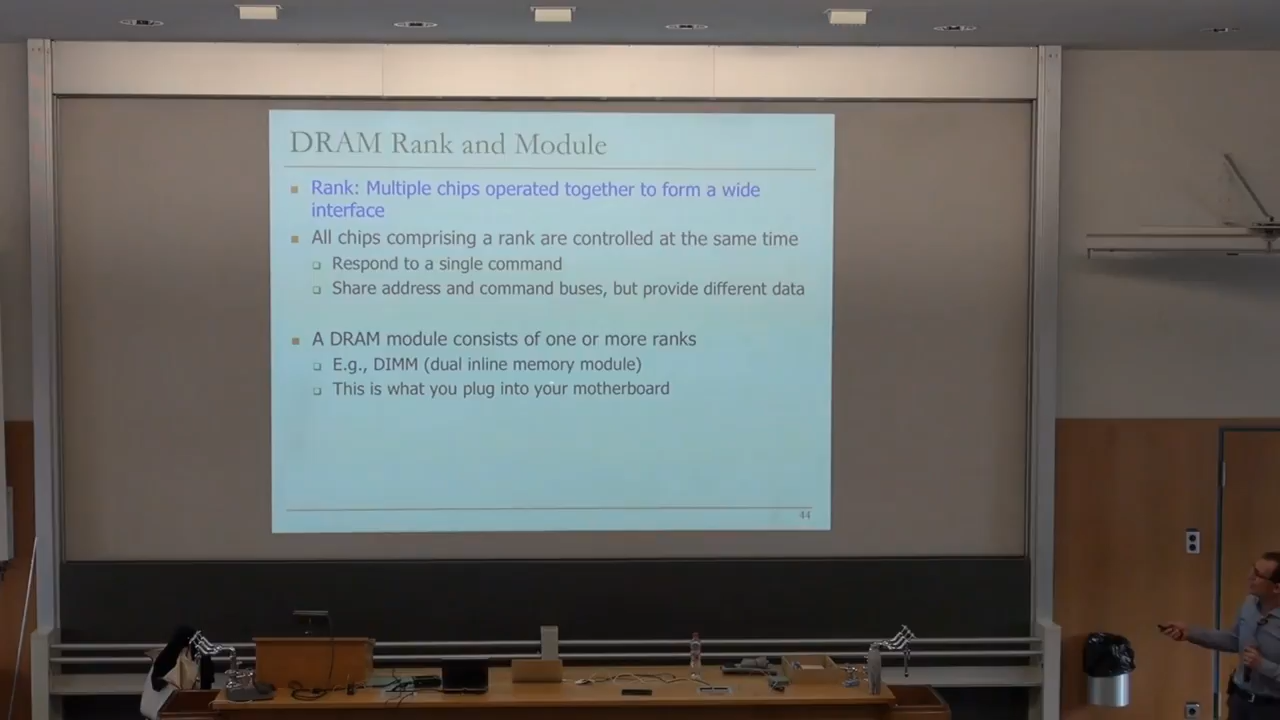 DRAM Rank and Module
Rank: Multiple chips operated together to form a wide
interface
All chips comprising a rank are controlled at the same time
Respond to a single command
Share address and command buses, but provide different data
A DRAM module consists of one or more ranks
E.g., DIMM (dual inline memory module)
This is what you plug into your motherboard
44